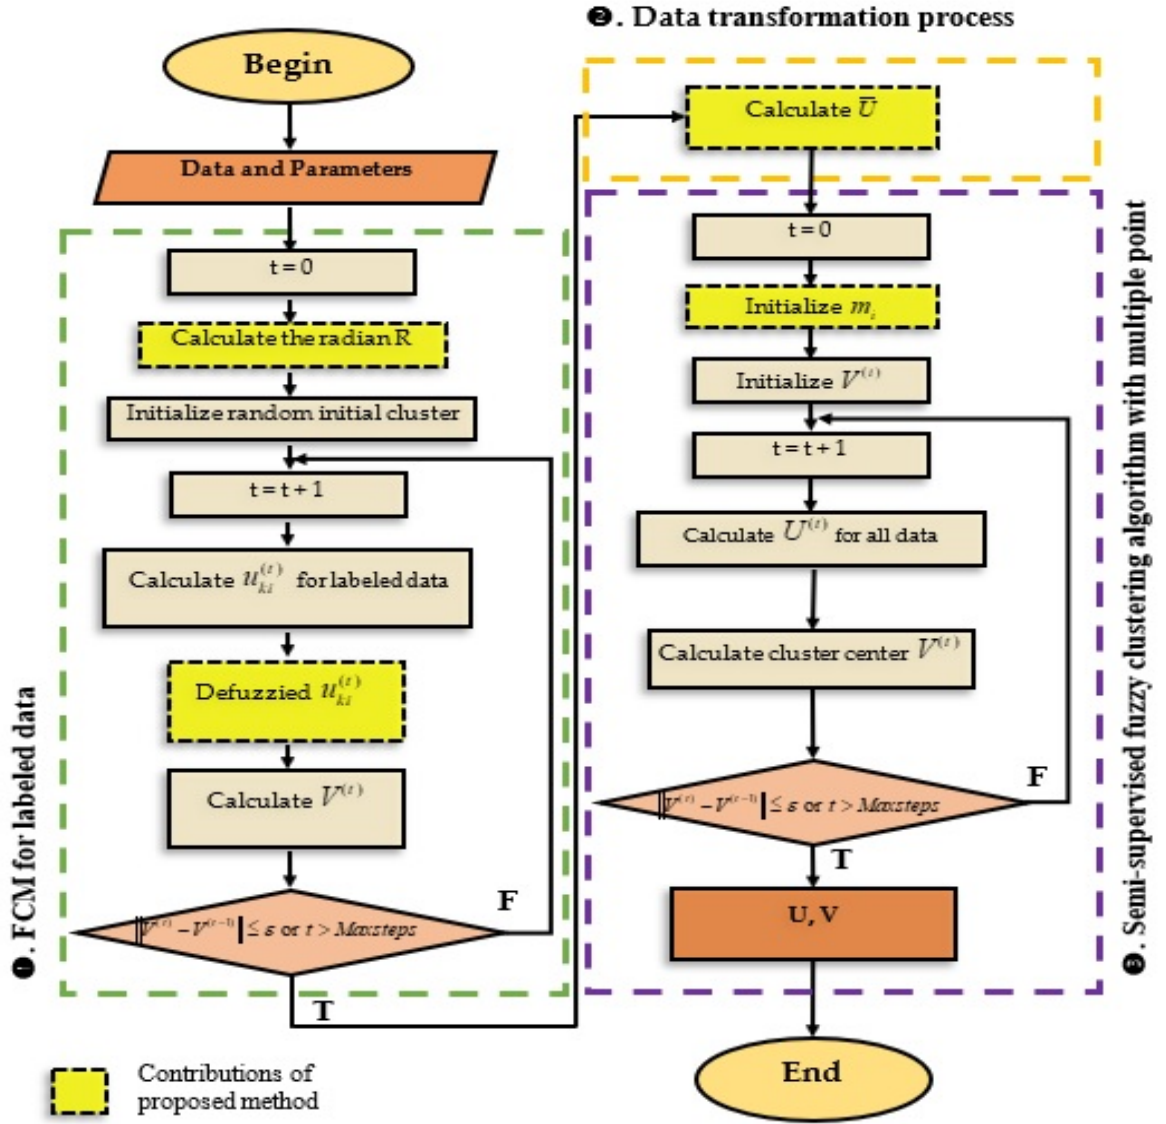 Begin
Data and Parameters
t = 0
Calculate the radian R
Initialize random initial cluster
t = t + 1
Calculate u_{ki}^{(t)} for labeled data
Defuzzied u_{ki}^{(t)}
Calculate V^{(t)}
‖V^{(t)} − V^{(t−1)}‖ ≤ ε or t > Maxsteps
F
T
❶. FCM for labeled data
❷. Data transformation process
Calculate U̅
t = 0
Initialize m_i
Initialize V^{(t)}
t = t + 1
Calculate U^{(t)} for all data
Calculate cluster center V^{(t)}
‖V^{(t)} − V^{(t−1)}‖ ≤ ε or t > Maxsteps
F
T
U, V
End
❸. Semi-supervised fuzzy clustering algorithm with multiple point
Contributions of
proposed method